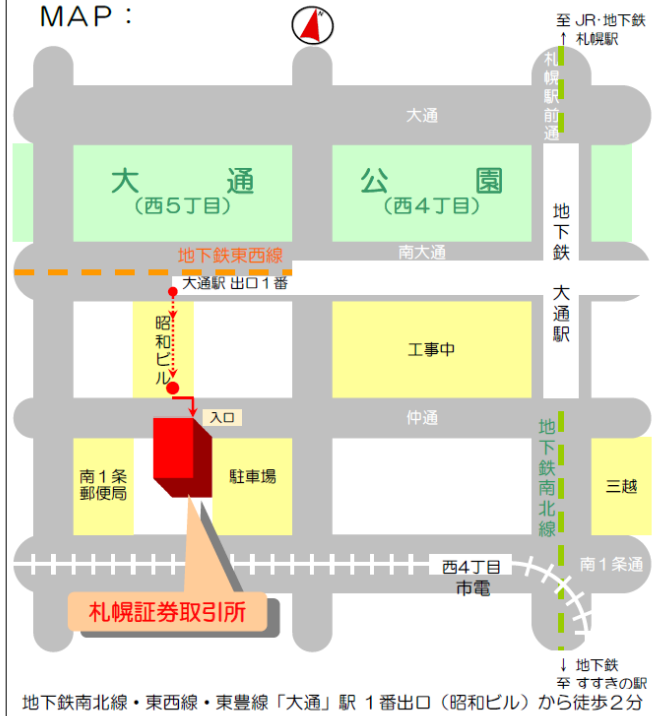 MAP：
N
至 JR･地下鉄
↑ 札幌駅
札幌駅前通
大通
大 通 公 園
（西５丁目）
（西４丁目）
地下鉄東西線
南大通
大通駅 出口１番
地下鉄 大通駅
昭和ビル
工事中
入口
仲通
地下鉄南北線
南１条
郵便局
駐車場
三越
西4丁目
市電
南１条通
札幌証券取引所
↓ 地下鉄
至 すすきの駅
地下鉄南北線・東西線・東豊線「大通」駅 １番出口（昭和ビル）から徒歩２分